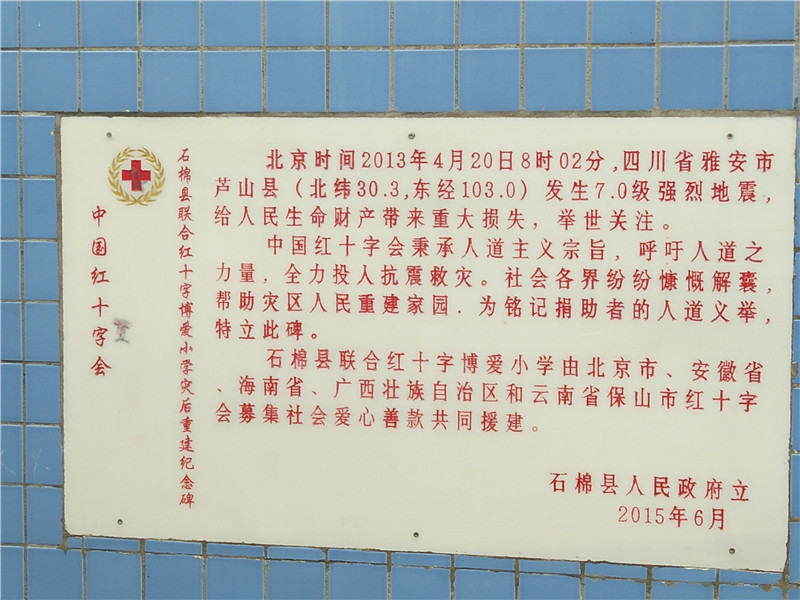 中国红十字会
石棉县联合红十字博爱小学灾后重建纪念碑
北京时间2013年4月20日8时02分,四川省雅安市
芦山县（北纬30.3,东经103.0）发生7.0级强烈地震,
给人民生命财产带来重大损失，举世关注。
中国红十字会秉承人道主义宗旨，呼吁人道之
力量，全力投入抗震救灾。社会各界纷纷慷慨解囊,
帮助灾区人民重建家园.为铭记捐助者的人道义举,
特立此碑。
石棉县联合红十字博爱小学由北京市、安徽省
、海南省、广西壮族自治区和云南省保山市红十字
会募集社会爱心善款共同援建。
石棉县人民政府立
2015年6月